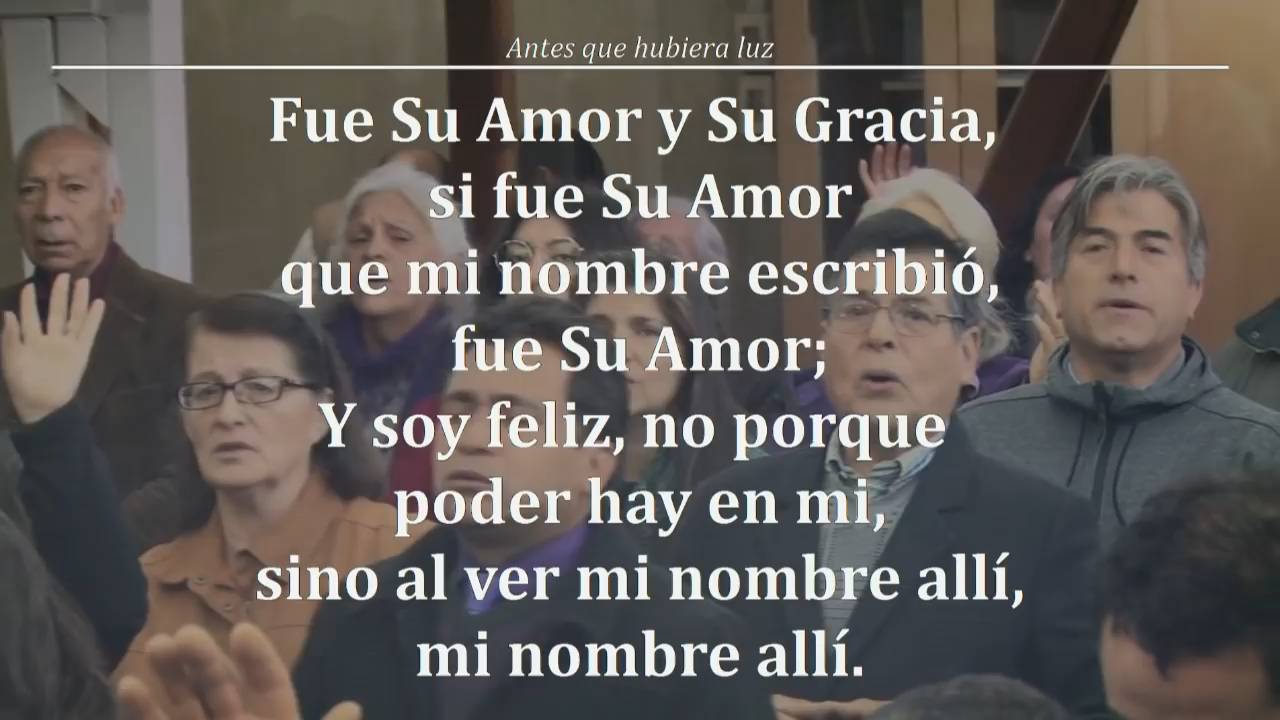 Antes que hubiera luz
Fue Su Amor y Su Gracia,
si fue Su Amor
que mi nombre escribió,
fue Su Amor;
Y soy feliz, no porque
poder hay en mi,
sino al ver mi nombre allí,
mi nombre allí.